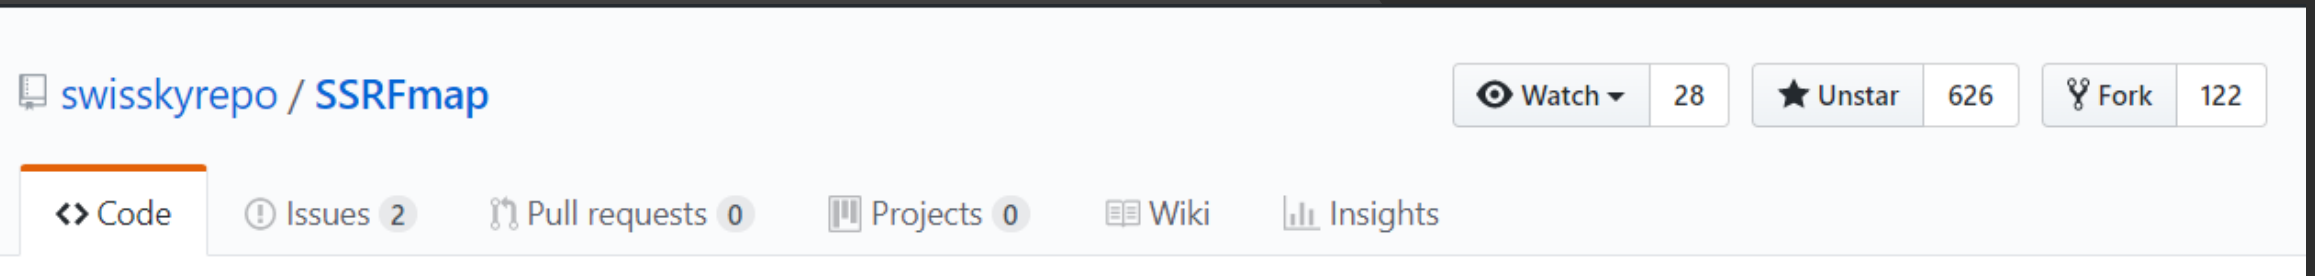 swisskyrepo / SSRFmap Watch 28 Unstar 626 Fork 122
Code Issues 2 Pull requests 0 Projects 0 Wiki Insights